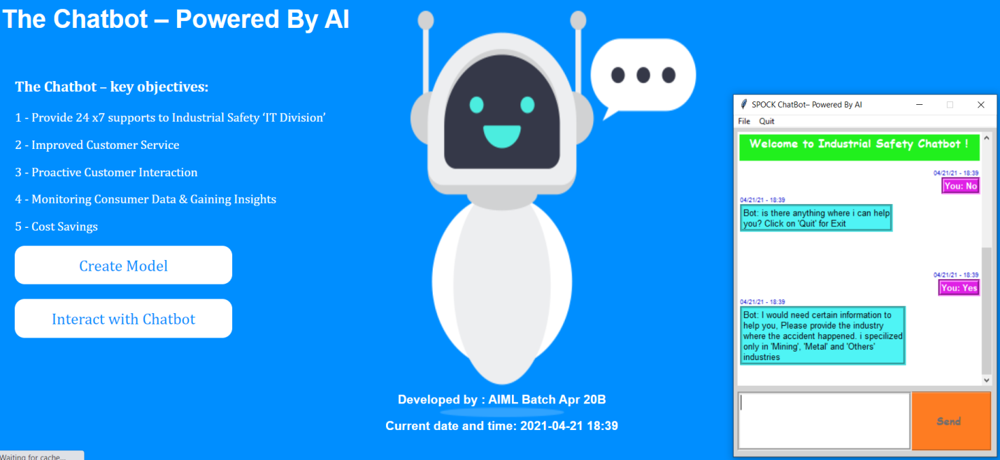 The Chatbot – Powered By AI
The Chatbot – key objectives:
1 - Provide 24 x7 supports to Industrial Safety ‘IT Division’
2 - Improved Customer Service
3 - Proactive Customer Interaction
4 - Monitoring Consumer Data & Gaining Insights
5 - Cost Savings
Create Model
Interact with Chatbot
Developed by : AIML Batch Apr 20B
Current date and time: 2021-04-21 18:39
Waiting for cache...
SPOCK ChatBot– Powered By AI
File Quit
Welcome to Industrial Safety Chatbot !
04/21/21 - 18:39
You: No
04/21/21 - 18:39
Bot: is there anything where i can help
you? Click on 'Quit' for Exit
04/21/21 - 18:39
You: Yes
04/21/21 - 18:39
Bot: I would need certain information to
help you, Please provide the industry
where the accident happened. i specilized
only in 'Mining', 'Metal' and 'Others'
industries
Send